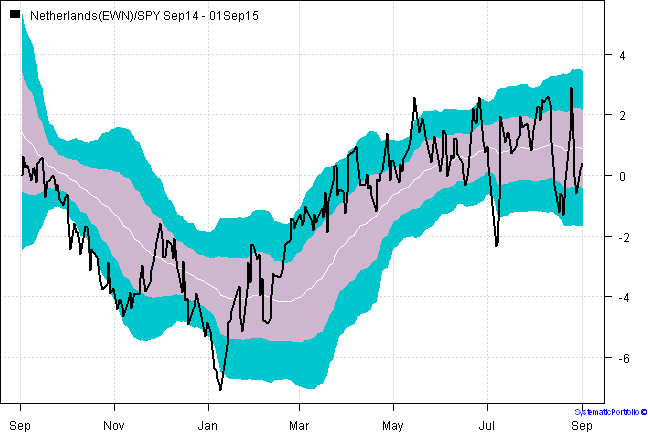 Netherlands(EWN)/SPY Sep14 - 01Sep15
4
2
0
-2
-4
-6
Sep Nov Jan Mar May Jul Sep
SystematicPortfolio ©